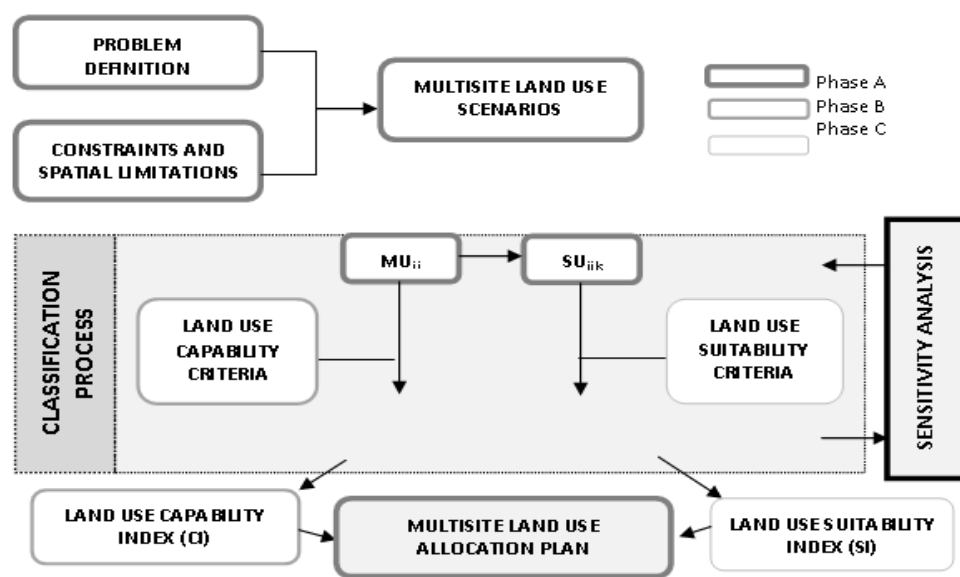 PROBLEM
DEFINITION
CONSTRAINTS AND
SPATIAL LIMITATIONS
MULTISITE LAND USE
SCENARIOS
Phase A
Phase B
Phase C
CLASSIFICATION
PROCESS
MUii
SUiik
LAND USE
CAPABILITY
CRITERIA
LAND USE
SUITABILITY
CRITERIA
SENSITIVITY ANALYSIS
LAND USE CAPABILITY
INDEX (CI)
MULTISITE LAND USE
ALLOCATION PLAN
LAND USE SUITABILITY
INDEX (SI)